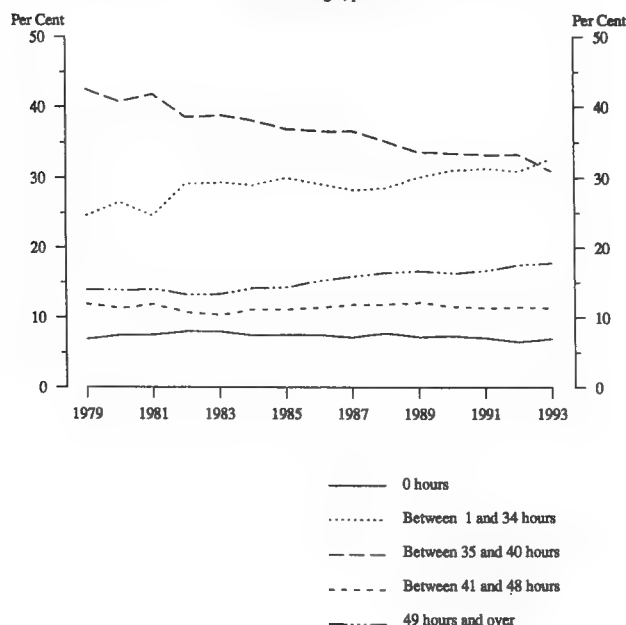 Per Cent Per Cent
50 50
40 40
30 30
20 20
10 10
0 0
1979 1981 1983 1985 1987 1989 1991 1993
0 hours
Between 1 and 34 hours
Between 35 and 40 hours
Between 41 and 48 hours
49 hours and over